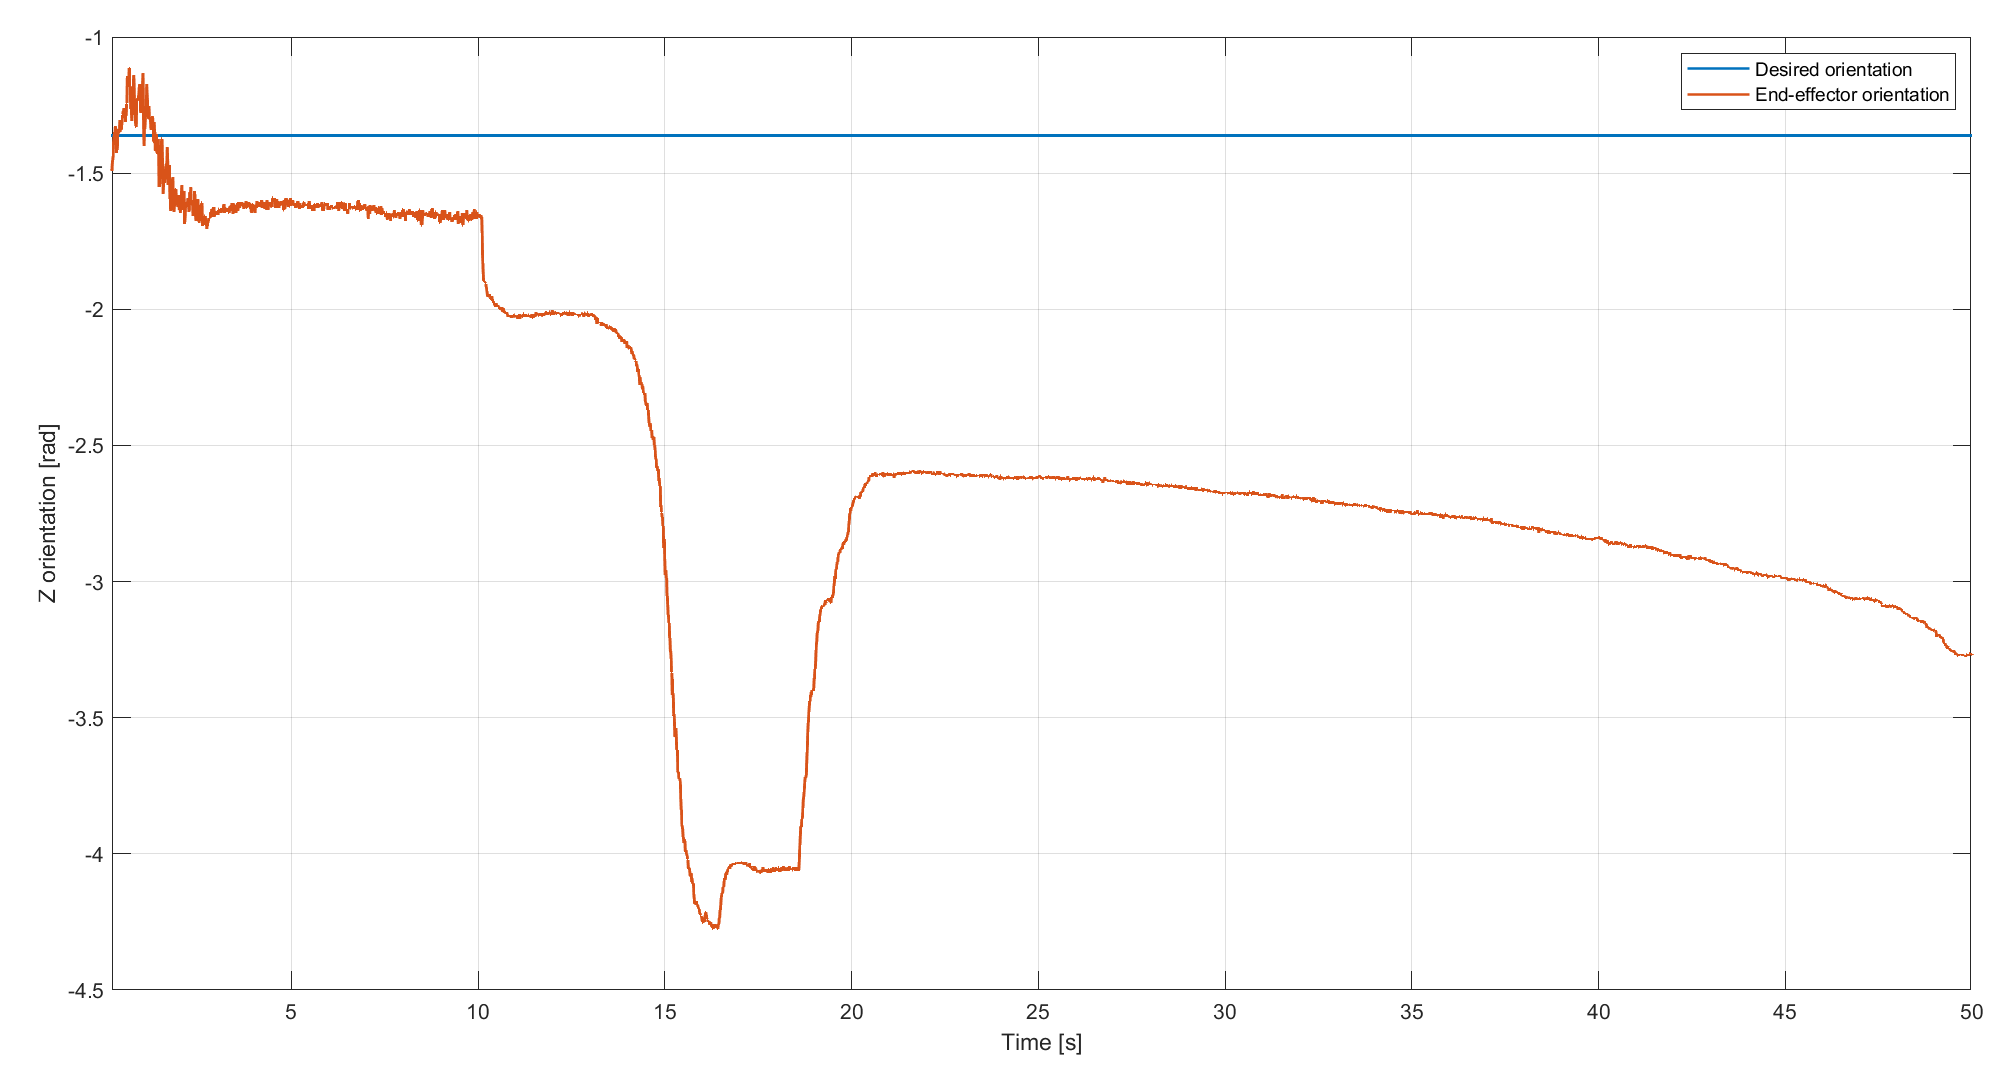 -1
-1.5
-2
-2.5
-3
-3.5
-4
-4.5
Z orientation [rad]
Desired orientation
End-effector orientation
5 10 15 20 25 30 35 40 45 50
Time [s]